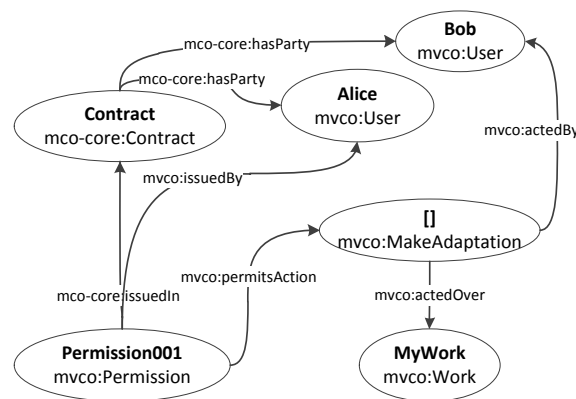 Bob
mvco:User
mco-core:hasParty
mco-core:hasParty
Alice
mvco:User
Contract
mco-core:Contract
mvco:actedBy
mvco:issuedBy
[]
mvco:MakeAdaptation
mvco:permitsAction
mco-core:issuedIn
mvco:actedOver
Permission001
mvco:Permission
MyWork
mvco:Work